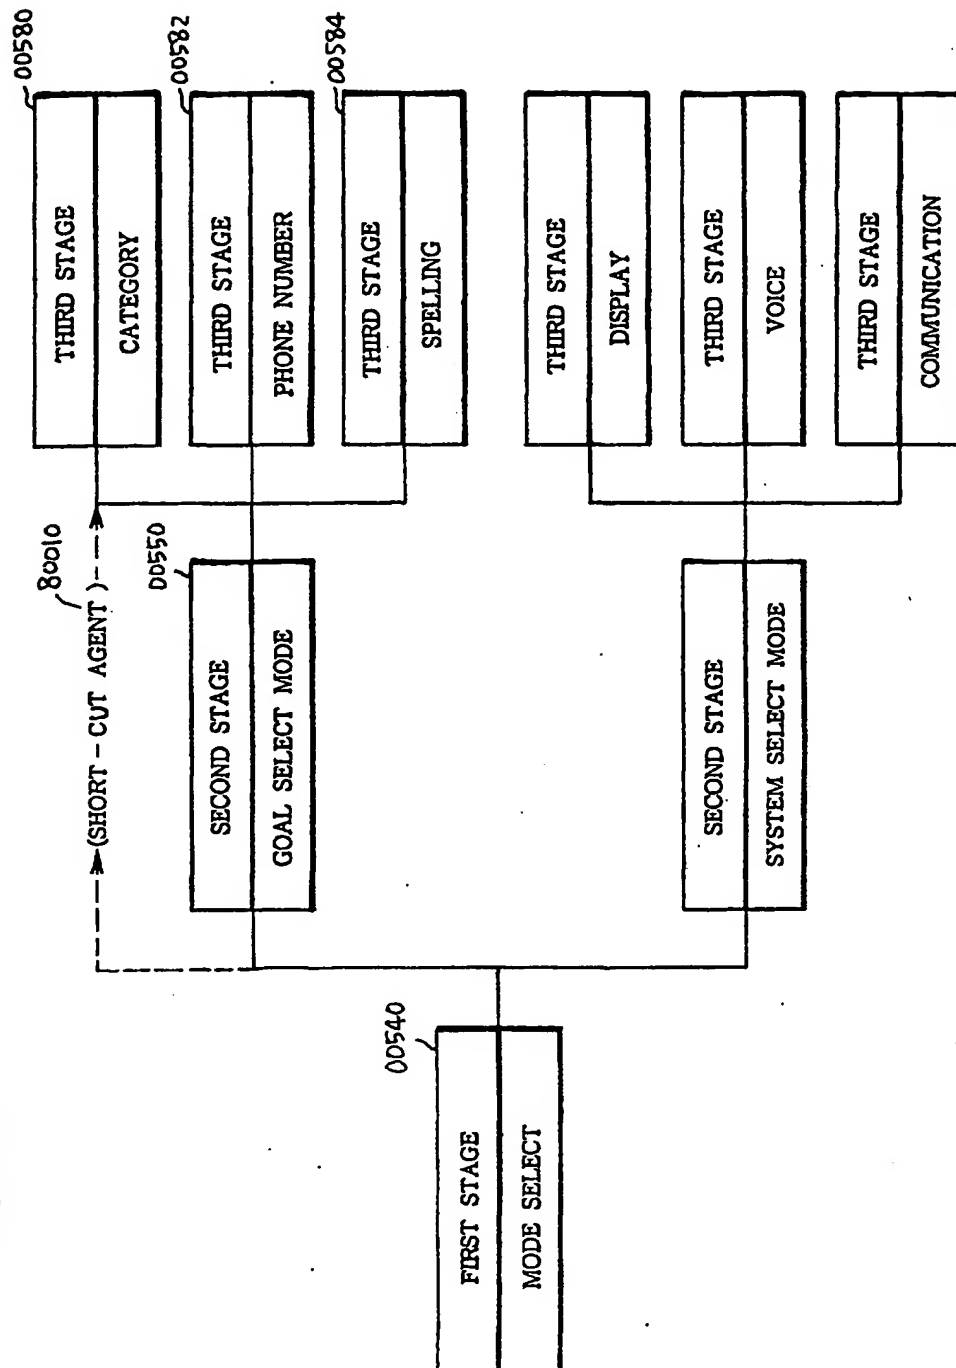 FIRST STAGE
MODE SELECT
00540
(SHORT-CUT AGENT)
80010
SECOND STAGE
GOAL SELECT MODE
00550
SECOND STAGE
SYSTEM SELECT MODE
THIRD STAGE
CATEGORY
00580
THIRD STAGE
PHONE NUMBER
00582
THIRD STAGE
SPELLING
00584
THIRD STAGE
DISPLAY
THIRD STAGE
VOICE
THIRD STAGE
COMMUNICATION